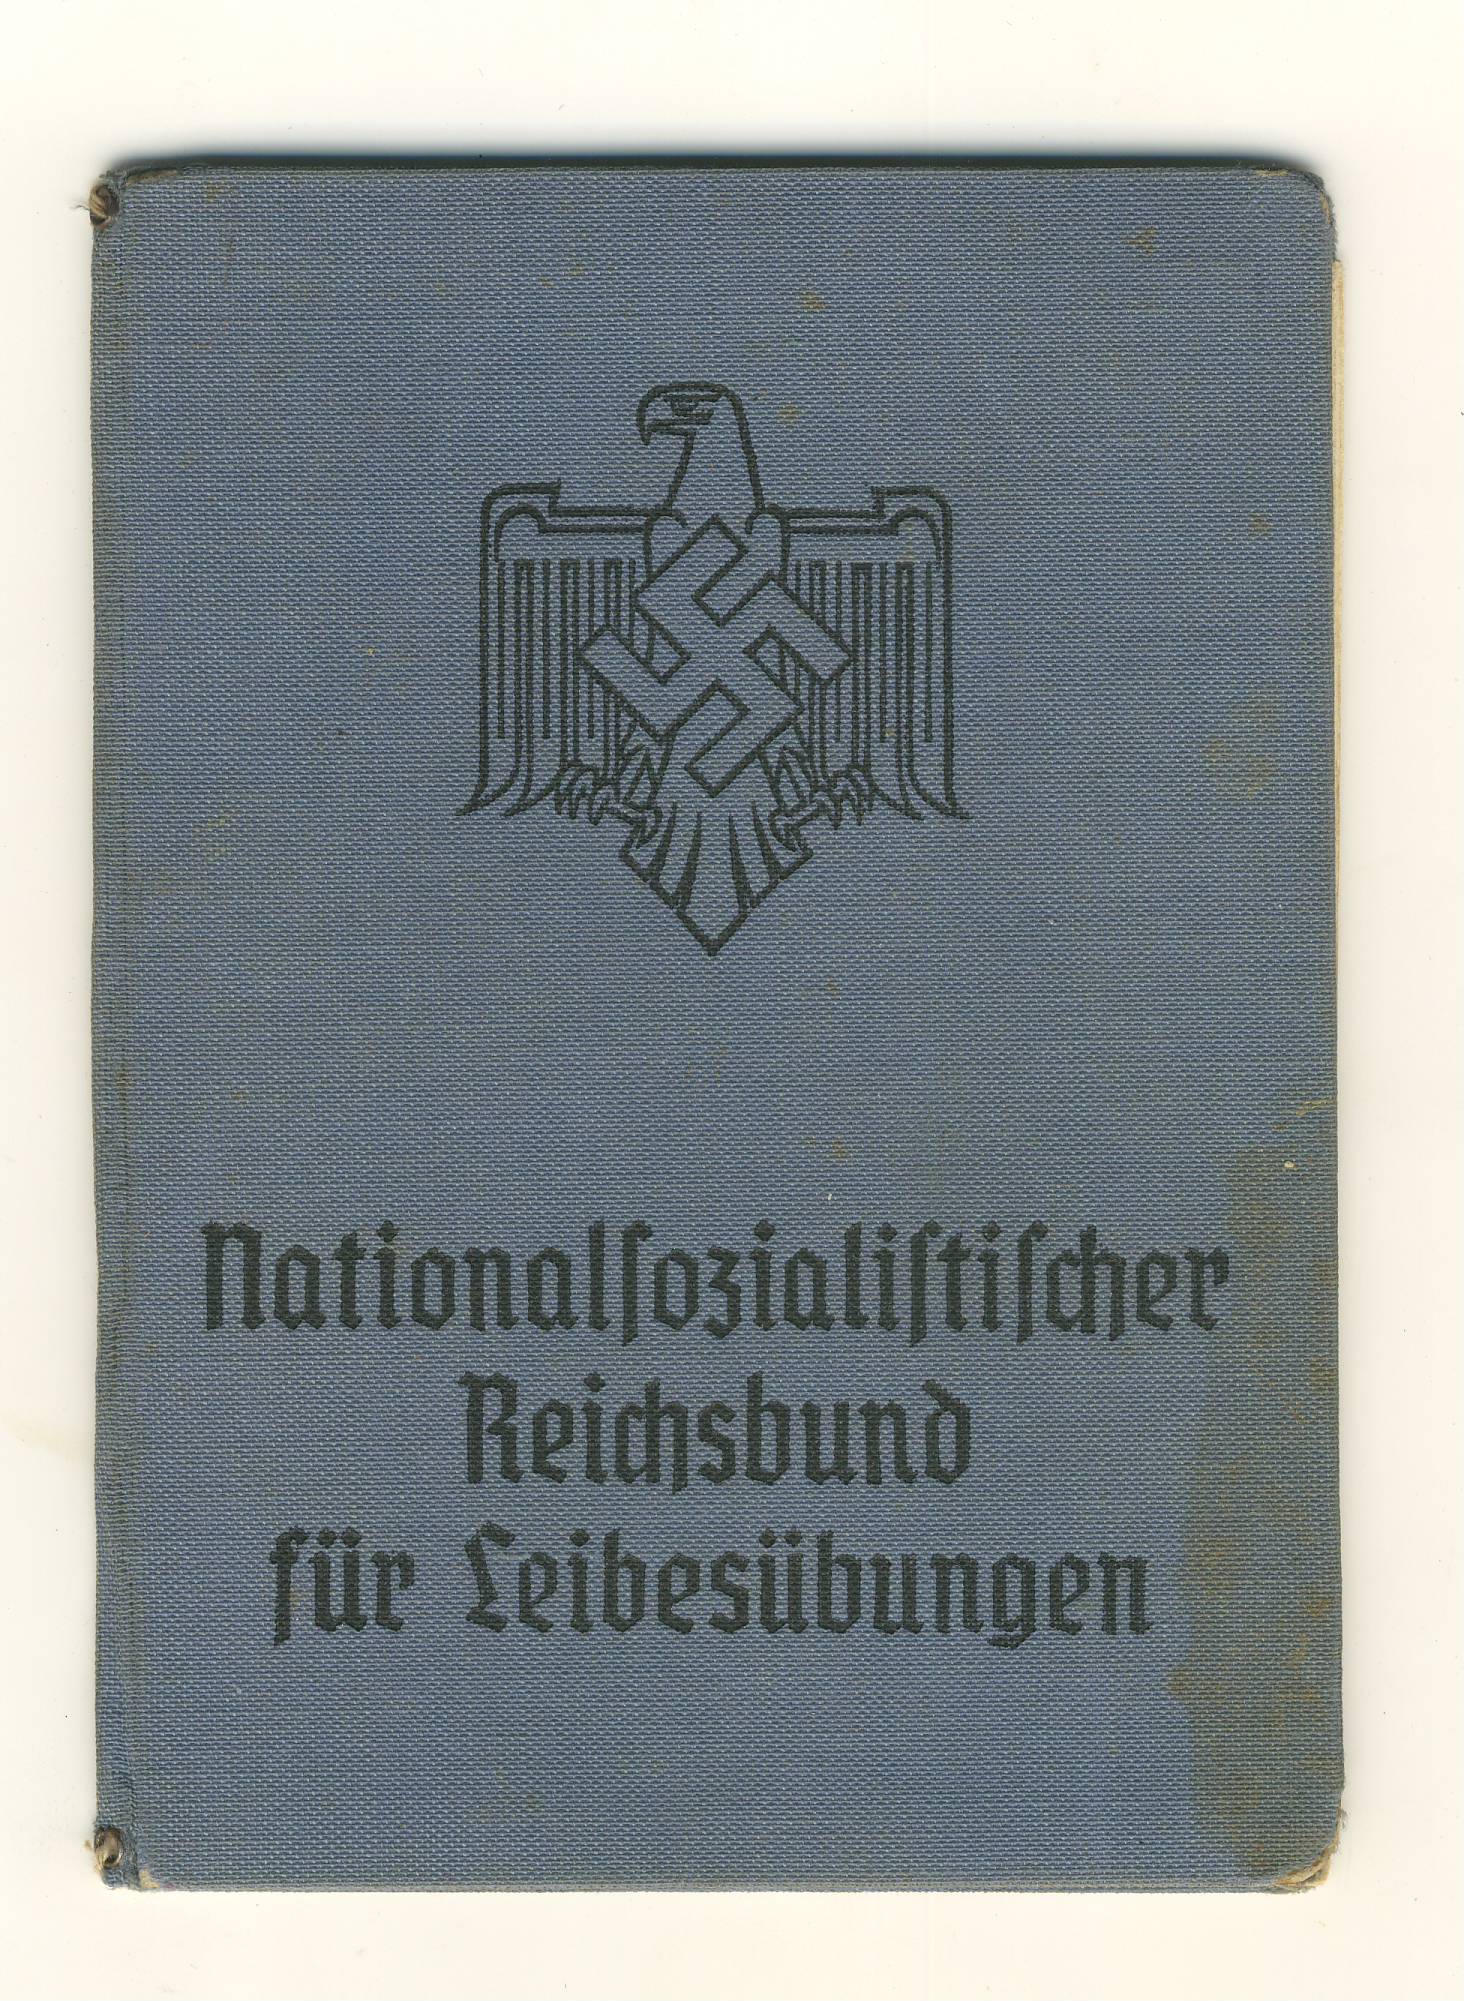 Nationalſozialiſtiſcher
Reichsbund
für Leibesübungen